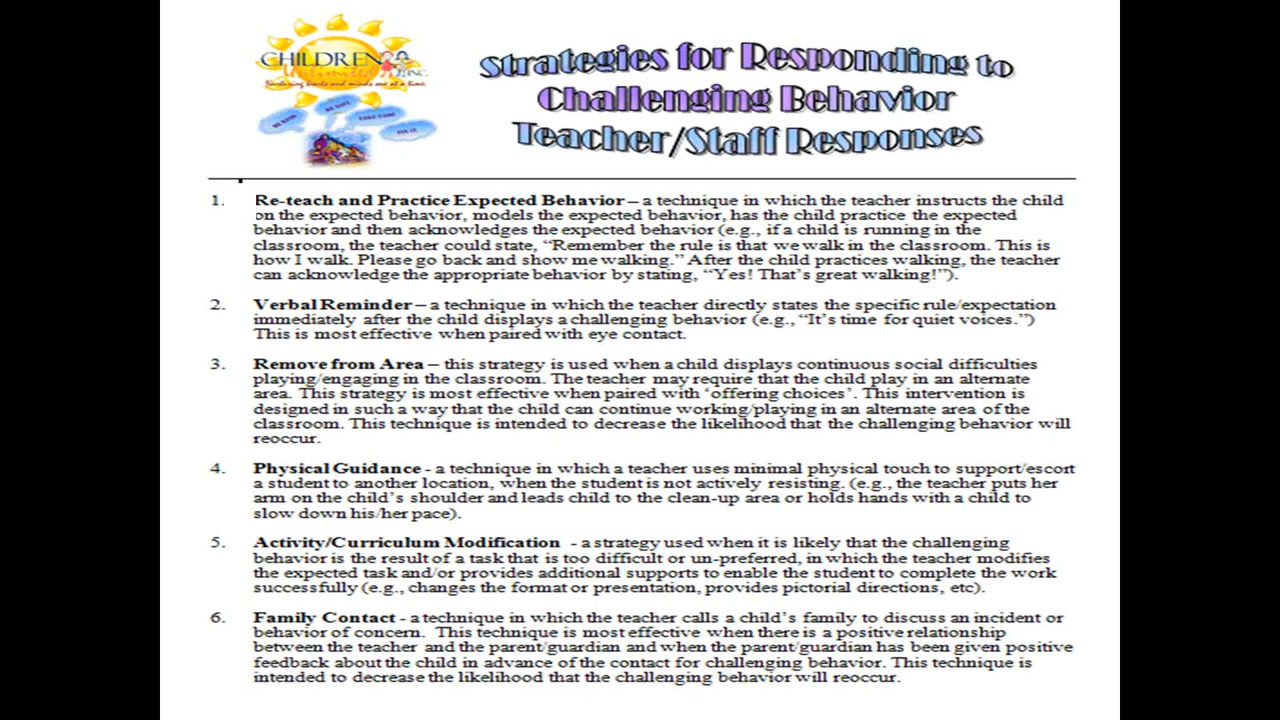 CHILDREN
Unlimited, INC.
Nurturing hearts and minds one at a time.
BE KIND
BE SAFE
TAKE CARE
Strategies for Responding to
Challenging Behavior
Teacher/Staff Responses
1. Re-teach and Practice Expected Behavior – a technique in which the teacher instructs the child
on the expected behavior, models the expected behavior, has the child practice the expected
behavior and then acknowledges the expected behavior (e.g., if a child is running in the
classroom, the teacher could state, “Remember the rule is that we walk in the classroom. This is
how I walk. Please go back and show me walking.” After the child practices walking, the teacher
can acknowledge the appropriate behavior by stating, “Yes! That’s great walking!”).
2. Verbal Reminder – a technique in which the teacher directly states the specific rule/expectation
immediately after the child displays a challenging behavior (e.g., “It’s time for quiet voices.”)
This is most effective when paired with eye contact.
3. Remove from Area – this strategy is used when a child displays continuous social difficulties
playing/engaging in the classroom. The teacher may require that the child play in an alternate
area. This strategy is most effective when paired with ‘offering choices’. This intervention is
designed in such a way that the child can continue working/playing in an alternate area of the
classroom. This technique is intended to decrease the likelihood that the challenging behavior will
reoccur.
4. Physical Guidance - a technique in which a teacher uses minimal physical touch to support/escort
a student to another location, when the student is not actively resisting. (e.g., the teacher puts her
arm on the child’s shoulder and leads child to the clean-up area or holds hands with a child to
slow down his/her pace).
5. Activity/Curriculum Modification - a strategy used when it is likely that the challenging
behavior is the result of a task that is too difficult or un-preferred, in which the teacher modifies
the expected task and/or provides additional supports to enable the student to complete the work
successfully (e.g., changes the format or presentation, provides pictorial directions, etc).
6. Family Contact - a technique in which the teacher calls a child’s family to discuss an incident or
behavior of concern. This technique is most effective when there is a positive relationship
between the teacher and the parent/guardian and when the parent/guardian has been given positive
feedback about the child in advance of the contact for challenging behavior. This technique is
intended to decrease the likelihood that the challenging behavior will reoccur.